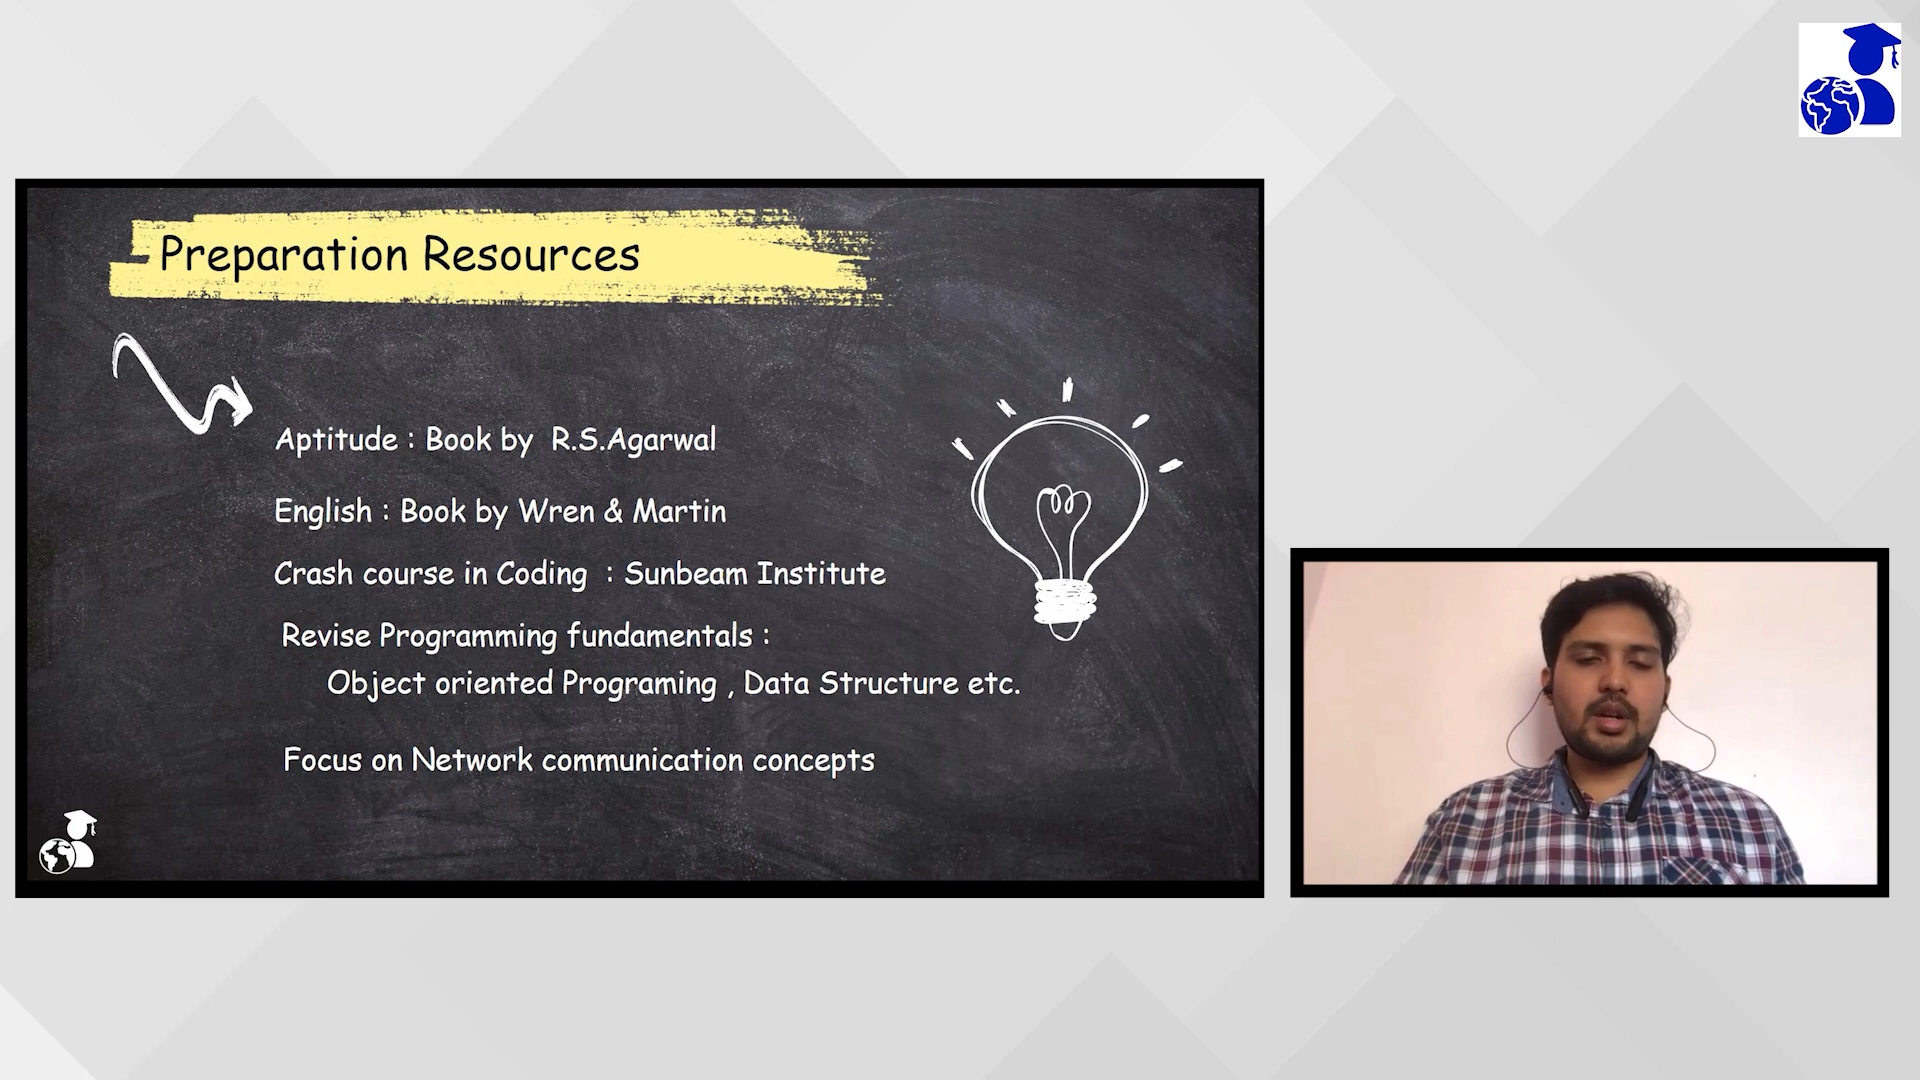 Preparation Resources
Aptitude : Book by R.S.Agarwal
English : Book by Wren & Martin
Crash course in Coding : Sunbeam Institute
Revise Programming fundamentals :
Object oriented Programing , Data Structure etc.
Focus on Network communication concepts